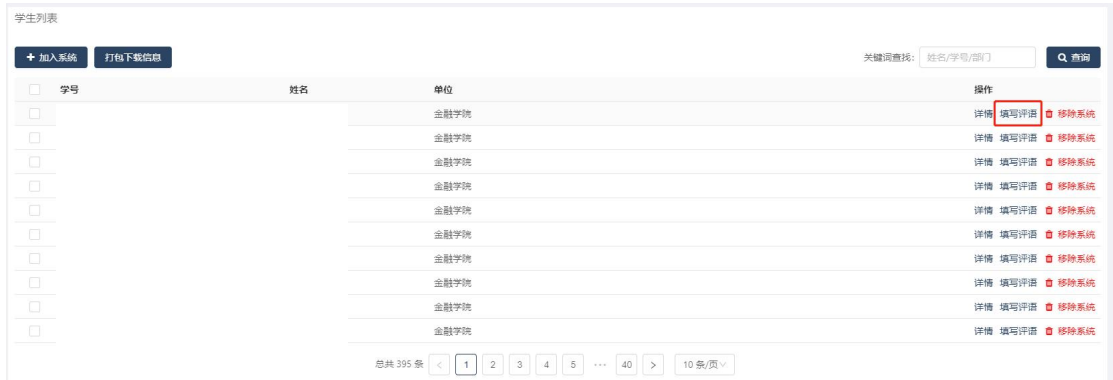 学生列表
+ 加入系统 打包下载信息 关键词查找: 姓名/学号/部门 查询
学号 姓名 单位 操作
金融学院 详情 填写评语 移除系统
金融学院 详情 填写评语 移除系统
金融学院 详情 填写评语 移除系统
金融学院 详情 填写评语 移除系统
金融学院 详情 填写评语 移除系统
金融学院 详情 填写评语 移除系统
金融学院 详情 填写评语 移除系统
金融学院 详情 填写评语 移除系统
金融学院 详情 填写评语 移除系统
金融学院 详情 填写评语 移除系统
总共 395 条 < 1 2 3 4 5 ••• 40 > 10 条/页